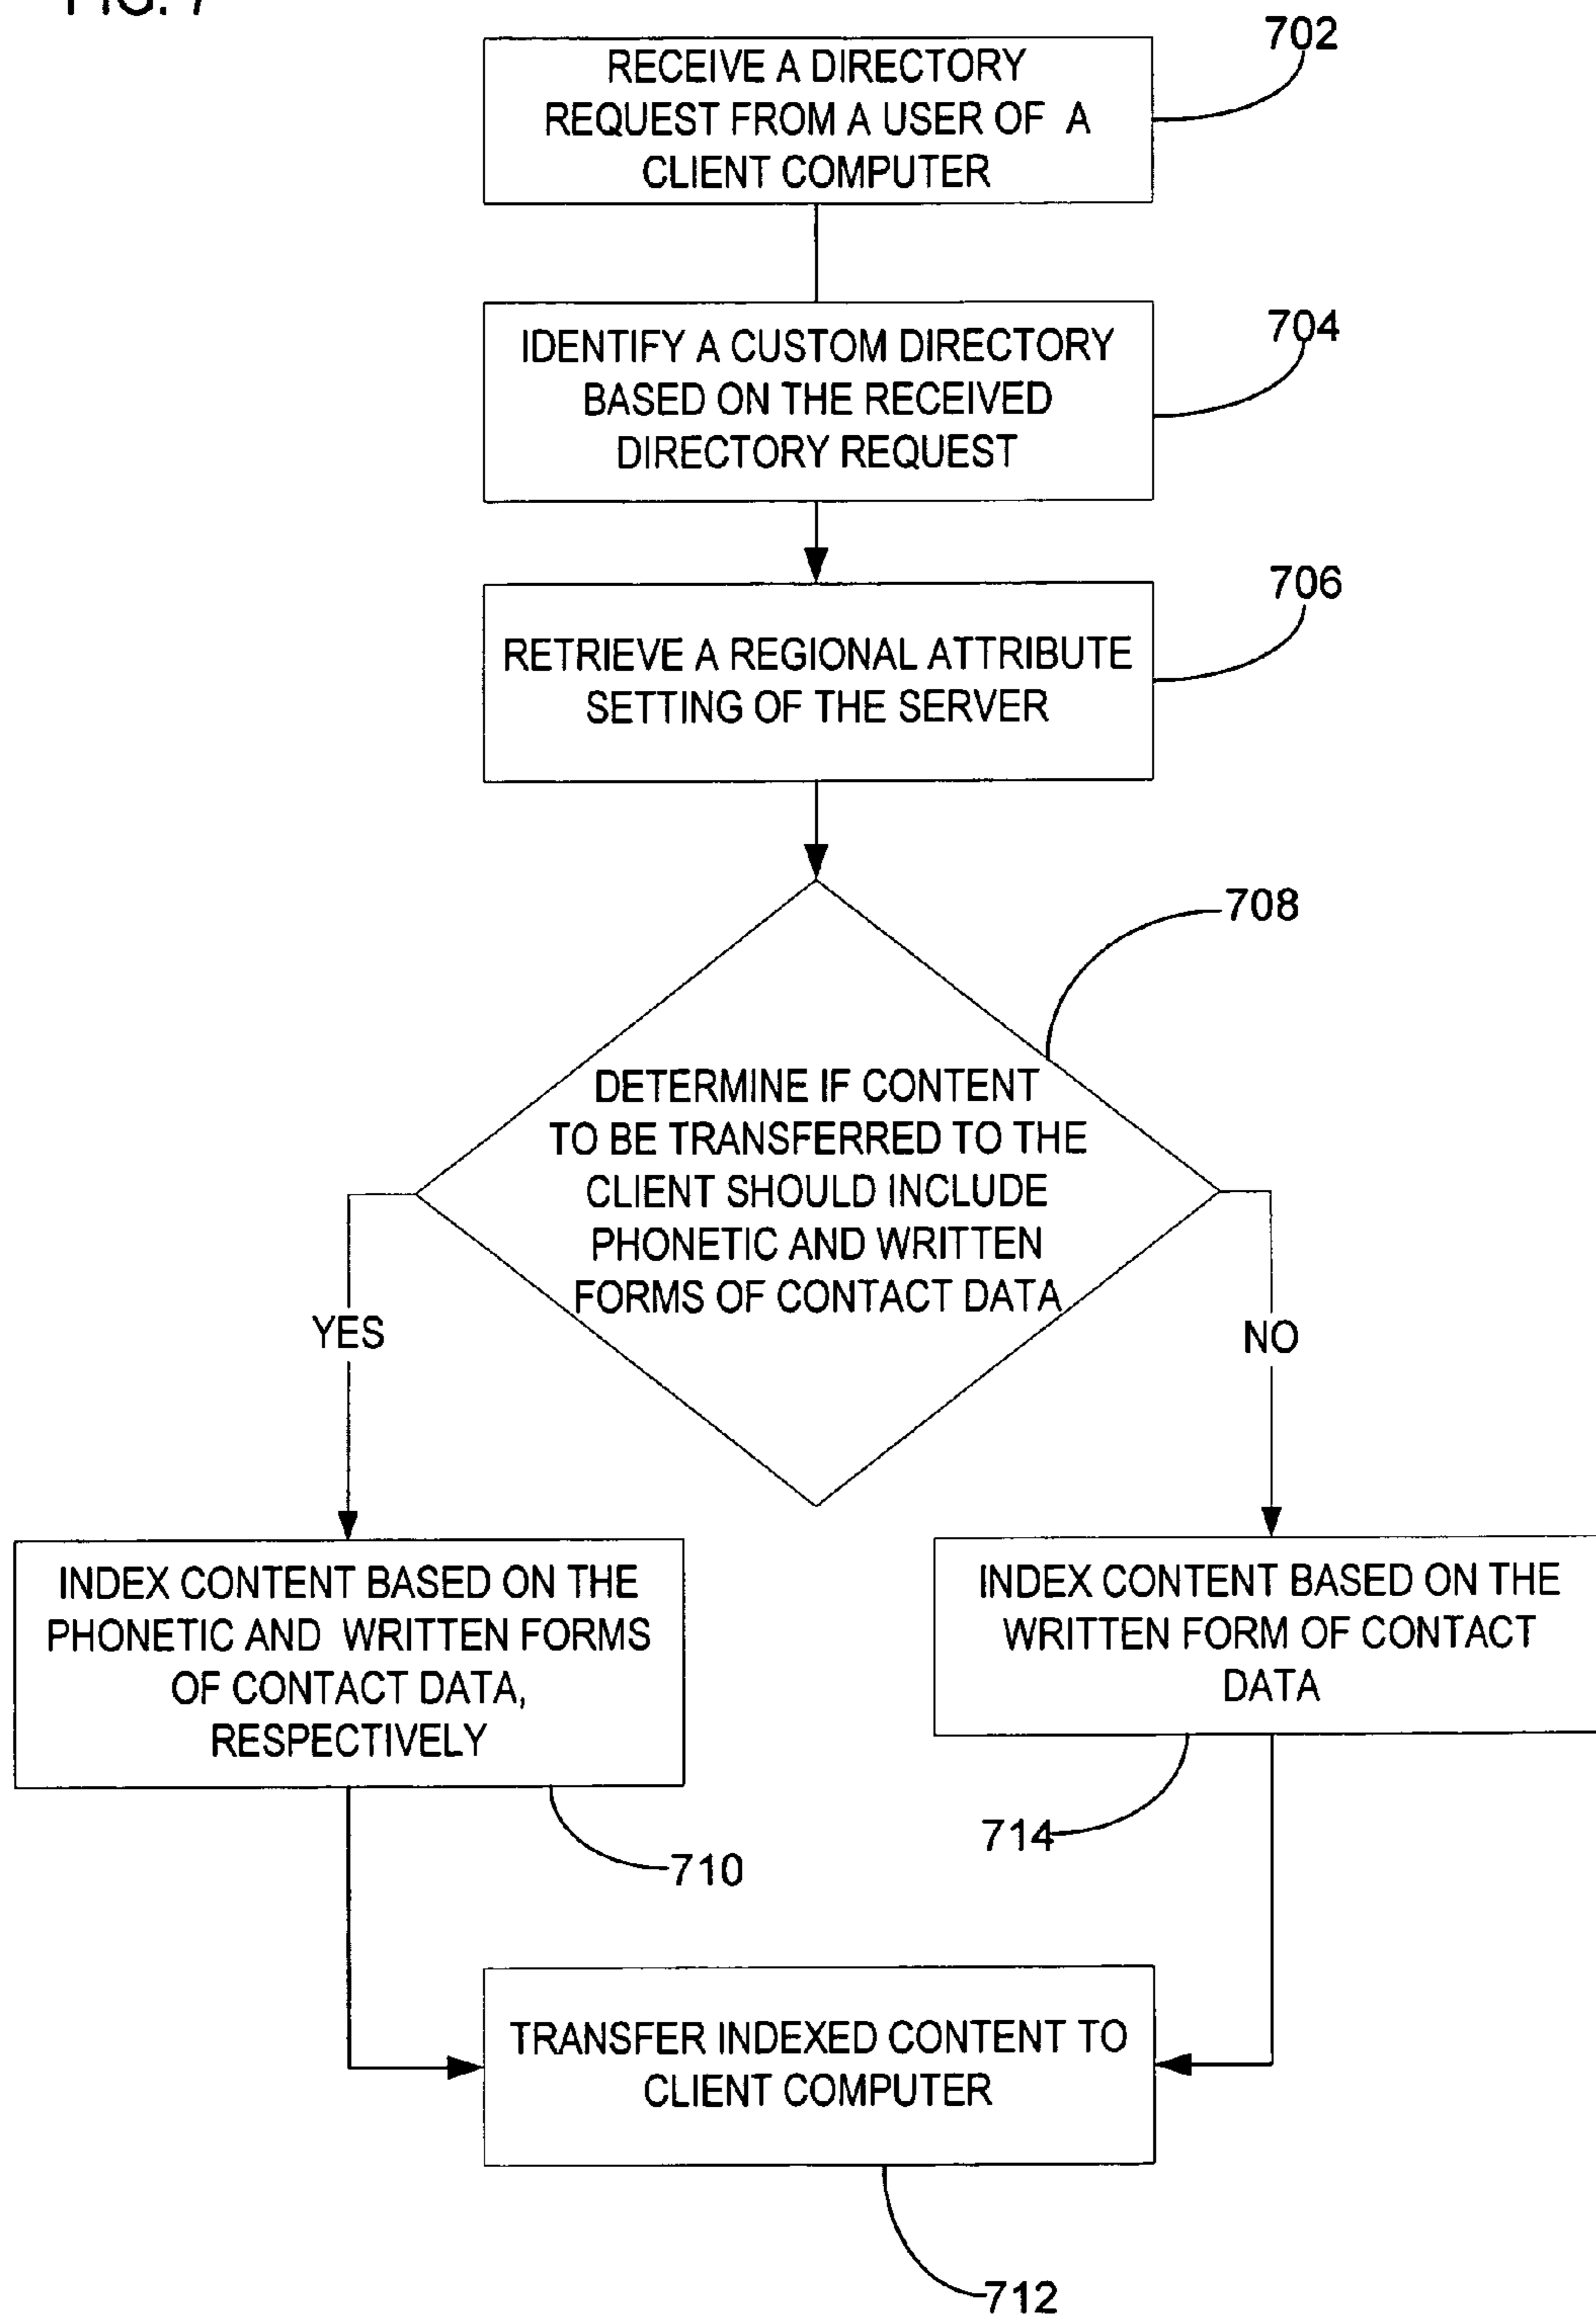 FIG. 7
702
RECEIVE A DIRECTORY
REQUEST FROM A USER OF A
CLIENT COMPUTER
704
IDENTIFY A CUSTOM DIRECTORY
BASED ON THE RECEIVED
DIRECTORY REQUEST
706
RETRIEVE A REGIONAL ATTRIBUTE
SETTING OF THE SERVER
708
DETERMINE IF CONTENT
TO BE TRANSFERRED TO THE
CLIENT SHOULD INCLUDE
PHONETIC AND WRITTEN
FORMS OF CONTACT DATA
YES
NO
INDEX CONTENT BASED ON THE
PHONETIC AND WRITTEN FORMS
OF CONTACT DATA,
RESPECTIVELY
710
INDEX CONTENT BASED ON THE
WRITTEN FORM OF CONTACT
DATA
714
TRANSFER INDEXED CONTENT TO
CLIENT COMPUTER
712